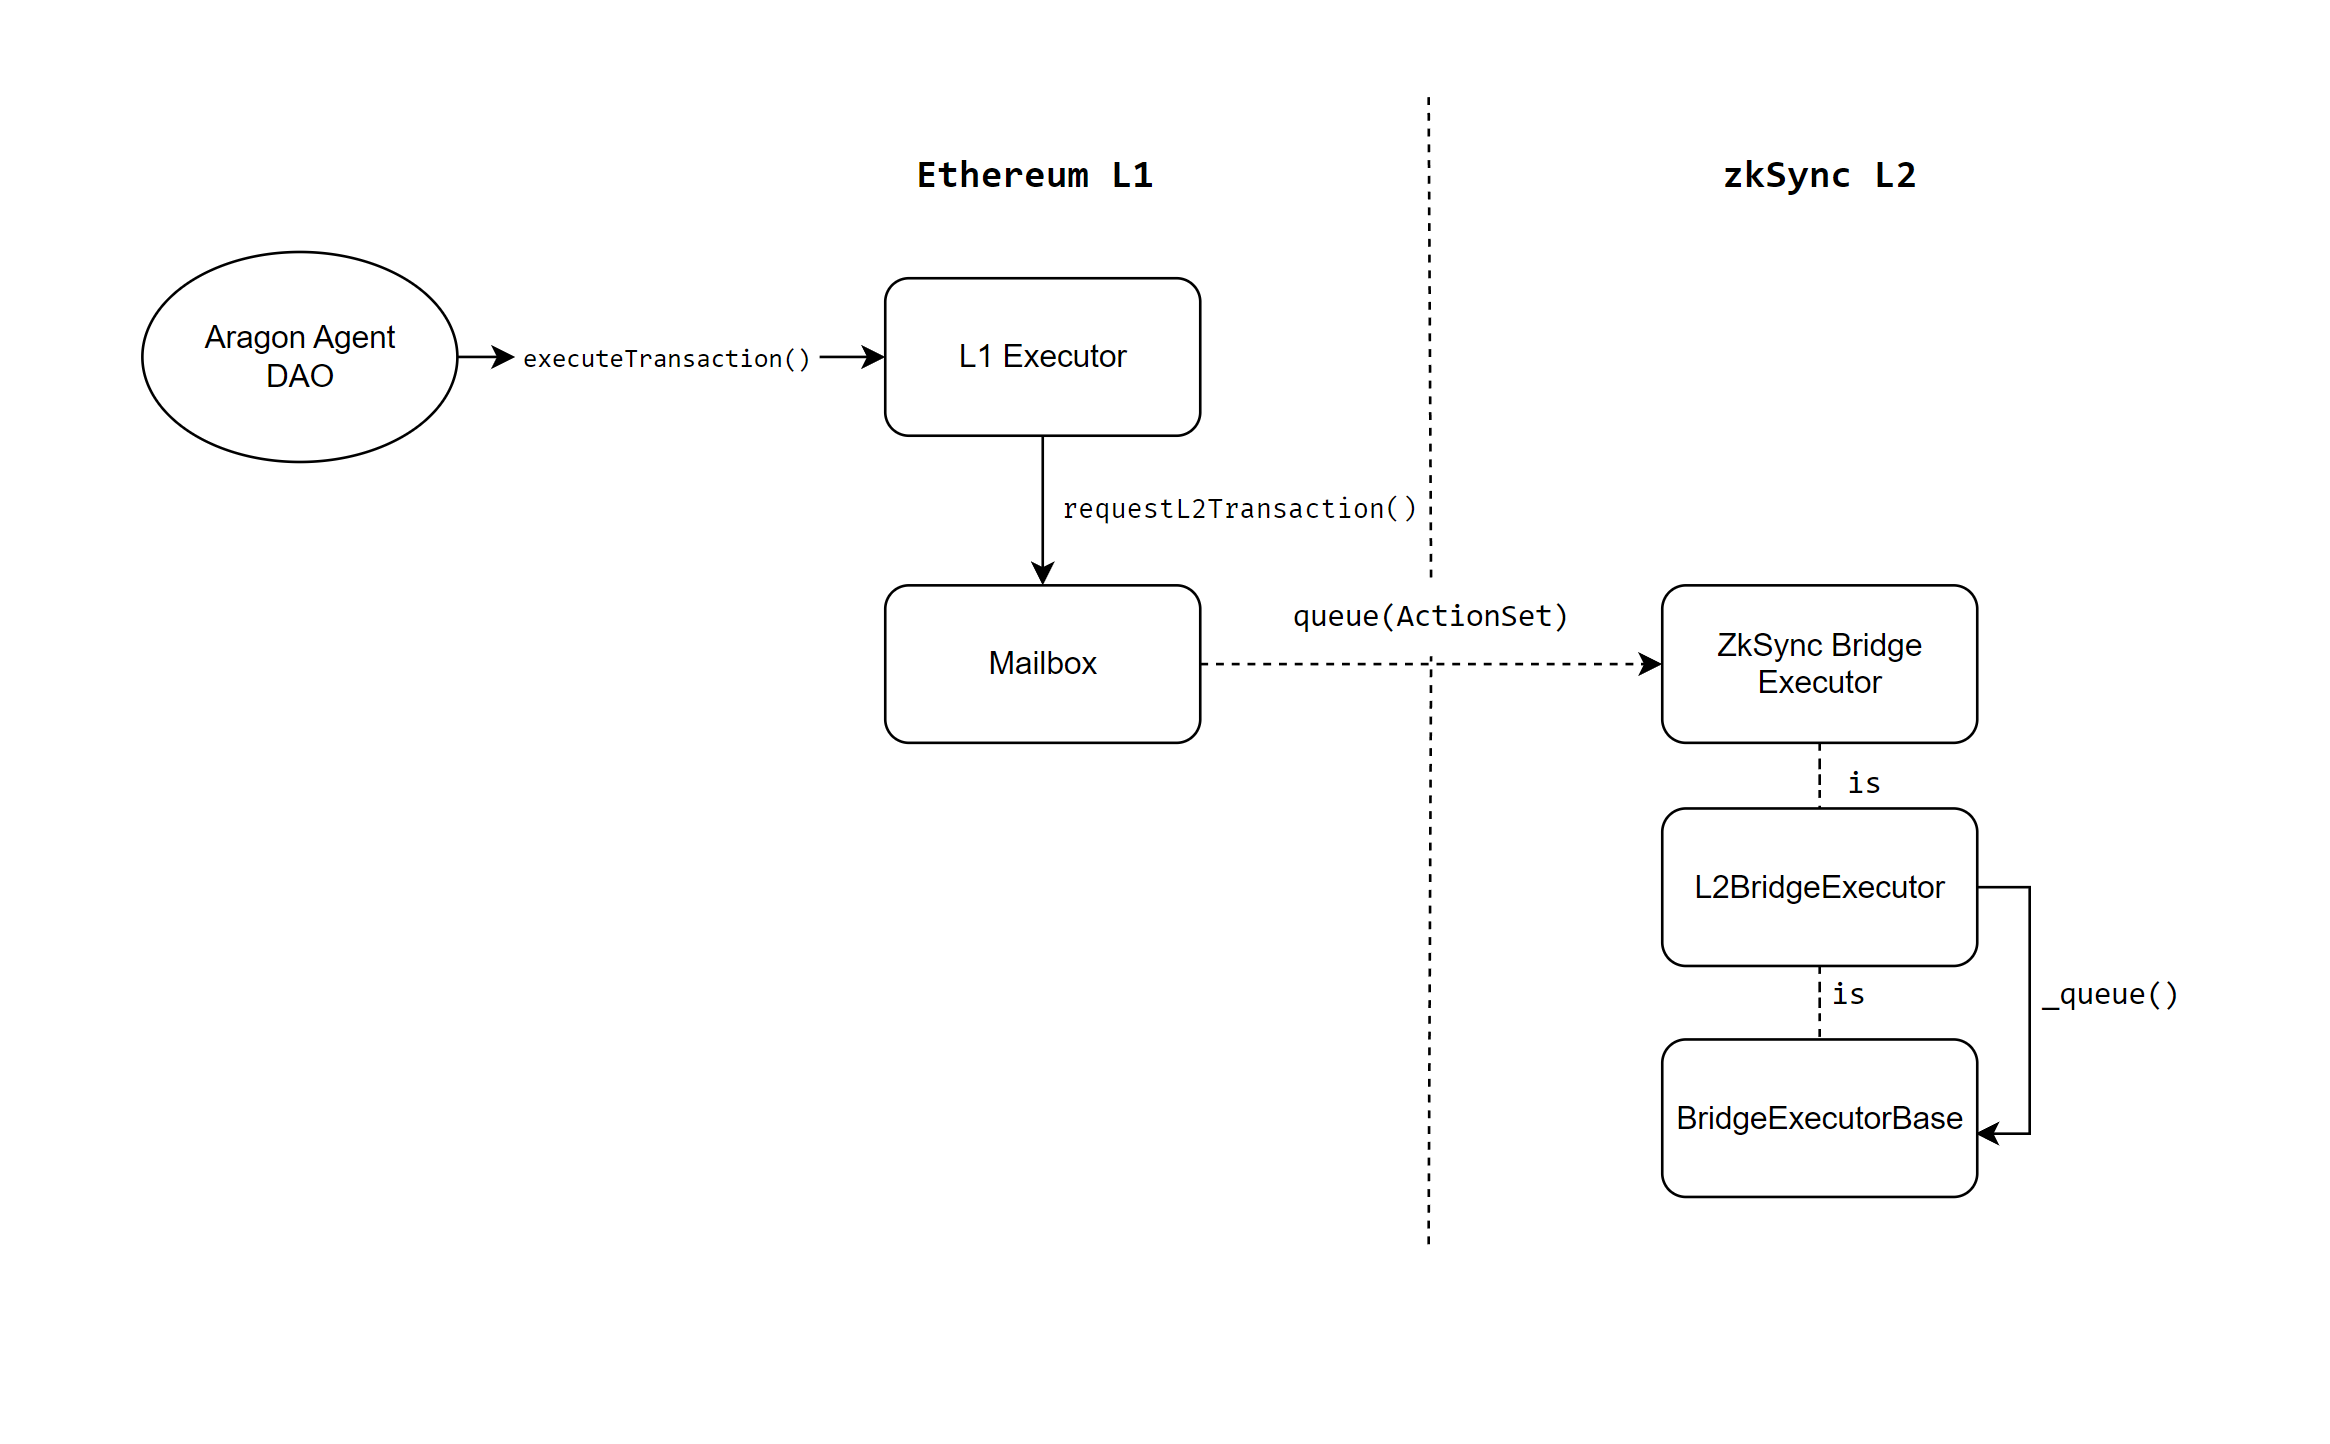 Ethereum L1
zkSync L2
Aragon Agent
DAO
executeTransaction()
L1 Executor
requestL2Transaction()
queue(ActionSet)
Mailbox
ZkSync Bridge
Executor
is
L2BridgeExecutor
is
_queue()
BridgeExecutorBase